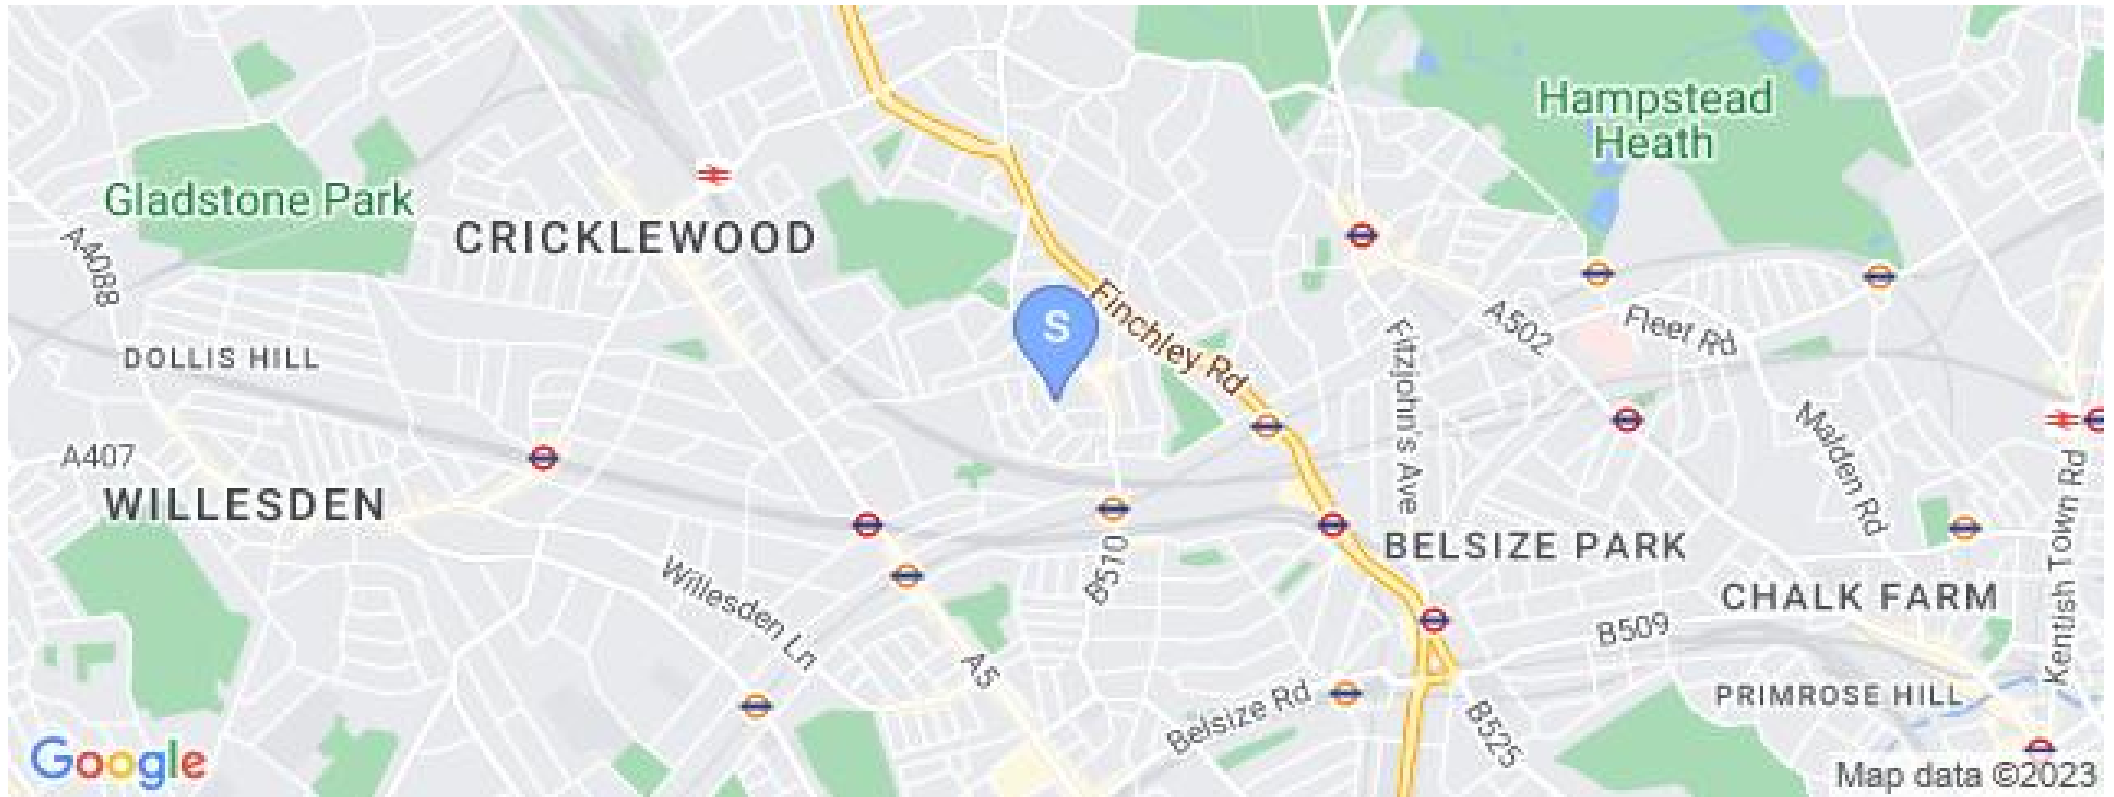 Hampstead
Heath
Gladstone Park
CRICKLEWOOD
A4088
S
Finchley Rd
A502
Fleet Rd
Fitzjohn's Ave
DOLLIS HILL
Malden Rd
A407
WILLESDEN
Kentish Town Rd
BELSIZE PARK
B510
Willesden Ln
CHALK FARM
B509
A5
Belsize Rd
PRIMROSE HILL
B525
Google
Map data ©2023